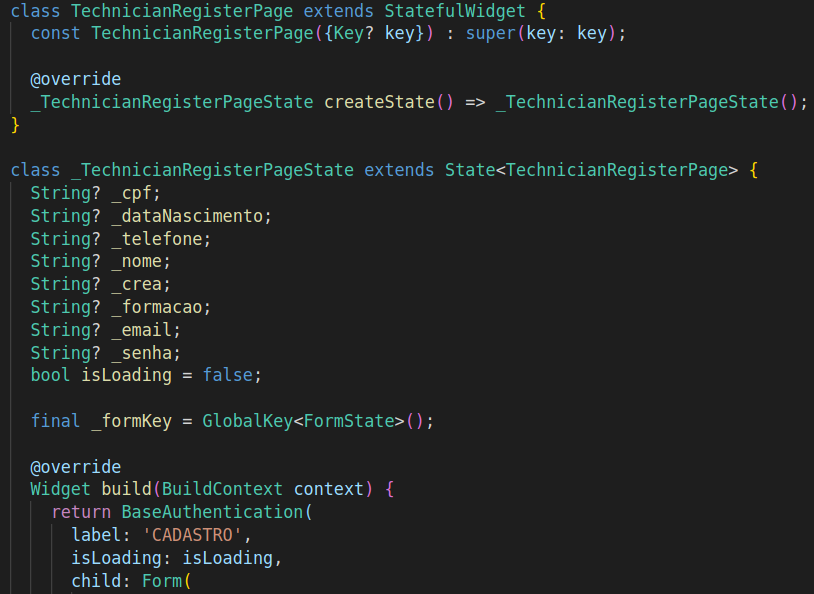 class TechnicianRegisterPage extends StatefulWidget {
  const TechnicianRegisterPage({Key? key}) : super(key: key);

  @override
  _TechnicianRegisterPageState createState() => _TechnicianRegisterPageState();
}

class _TechnicianRegisterPageState extends State<TechnicianRegisterPage> {
  String? _cpf;
  String? _dataNascimento;
  String? _telefone;
  String? _nome;
  String? _crea;
  String? _formacao;
  String? _email;
  String? _senha;
  bool isLoading = false;

  final _formKey = GlobalKey<FormState>();

  @override
  Widget build(BuildContext context) {
    return BaseAuthentication(
      label: 'CADASTRO',
      isLoading: isLoading,
      child: Form(